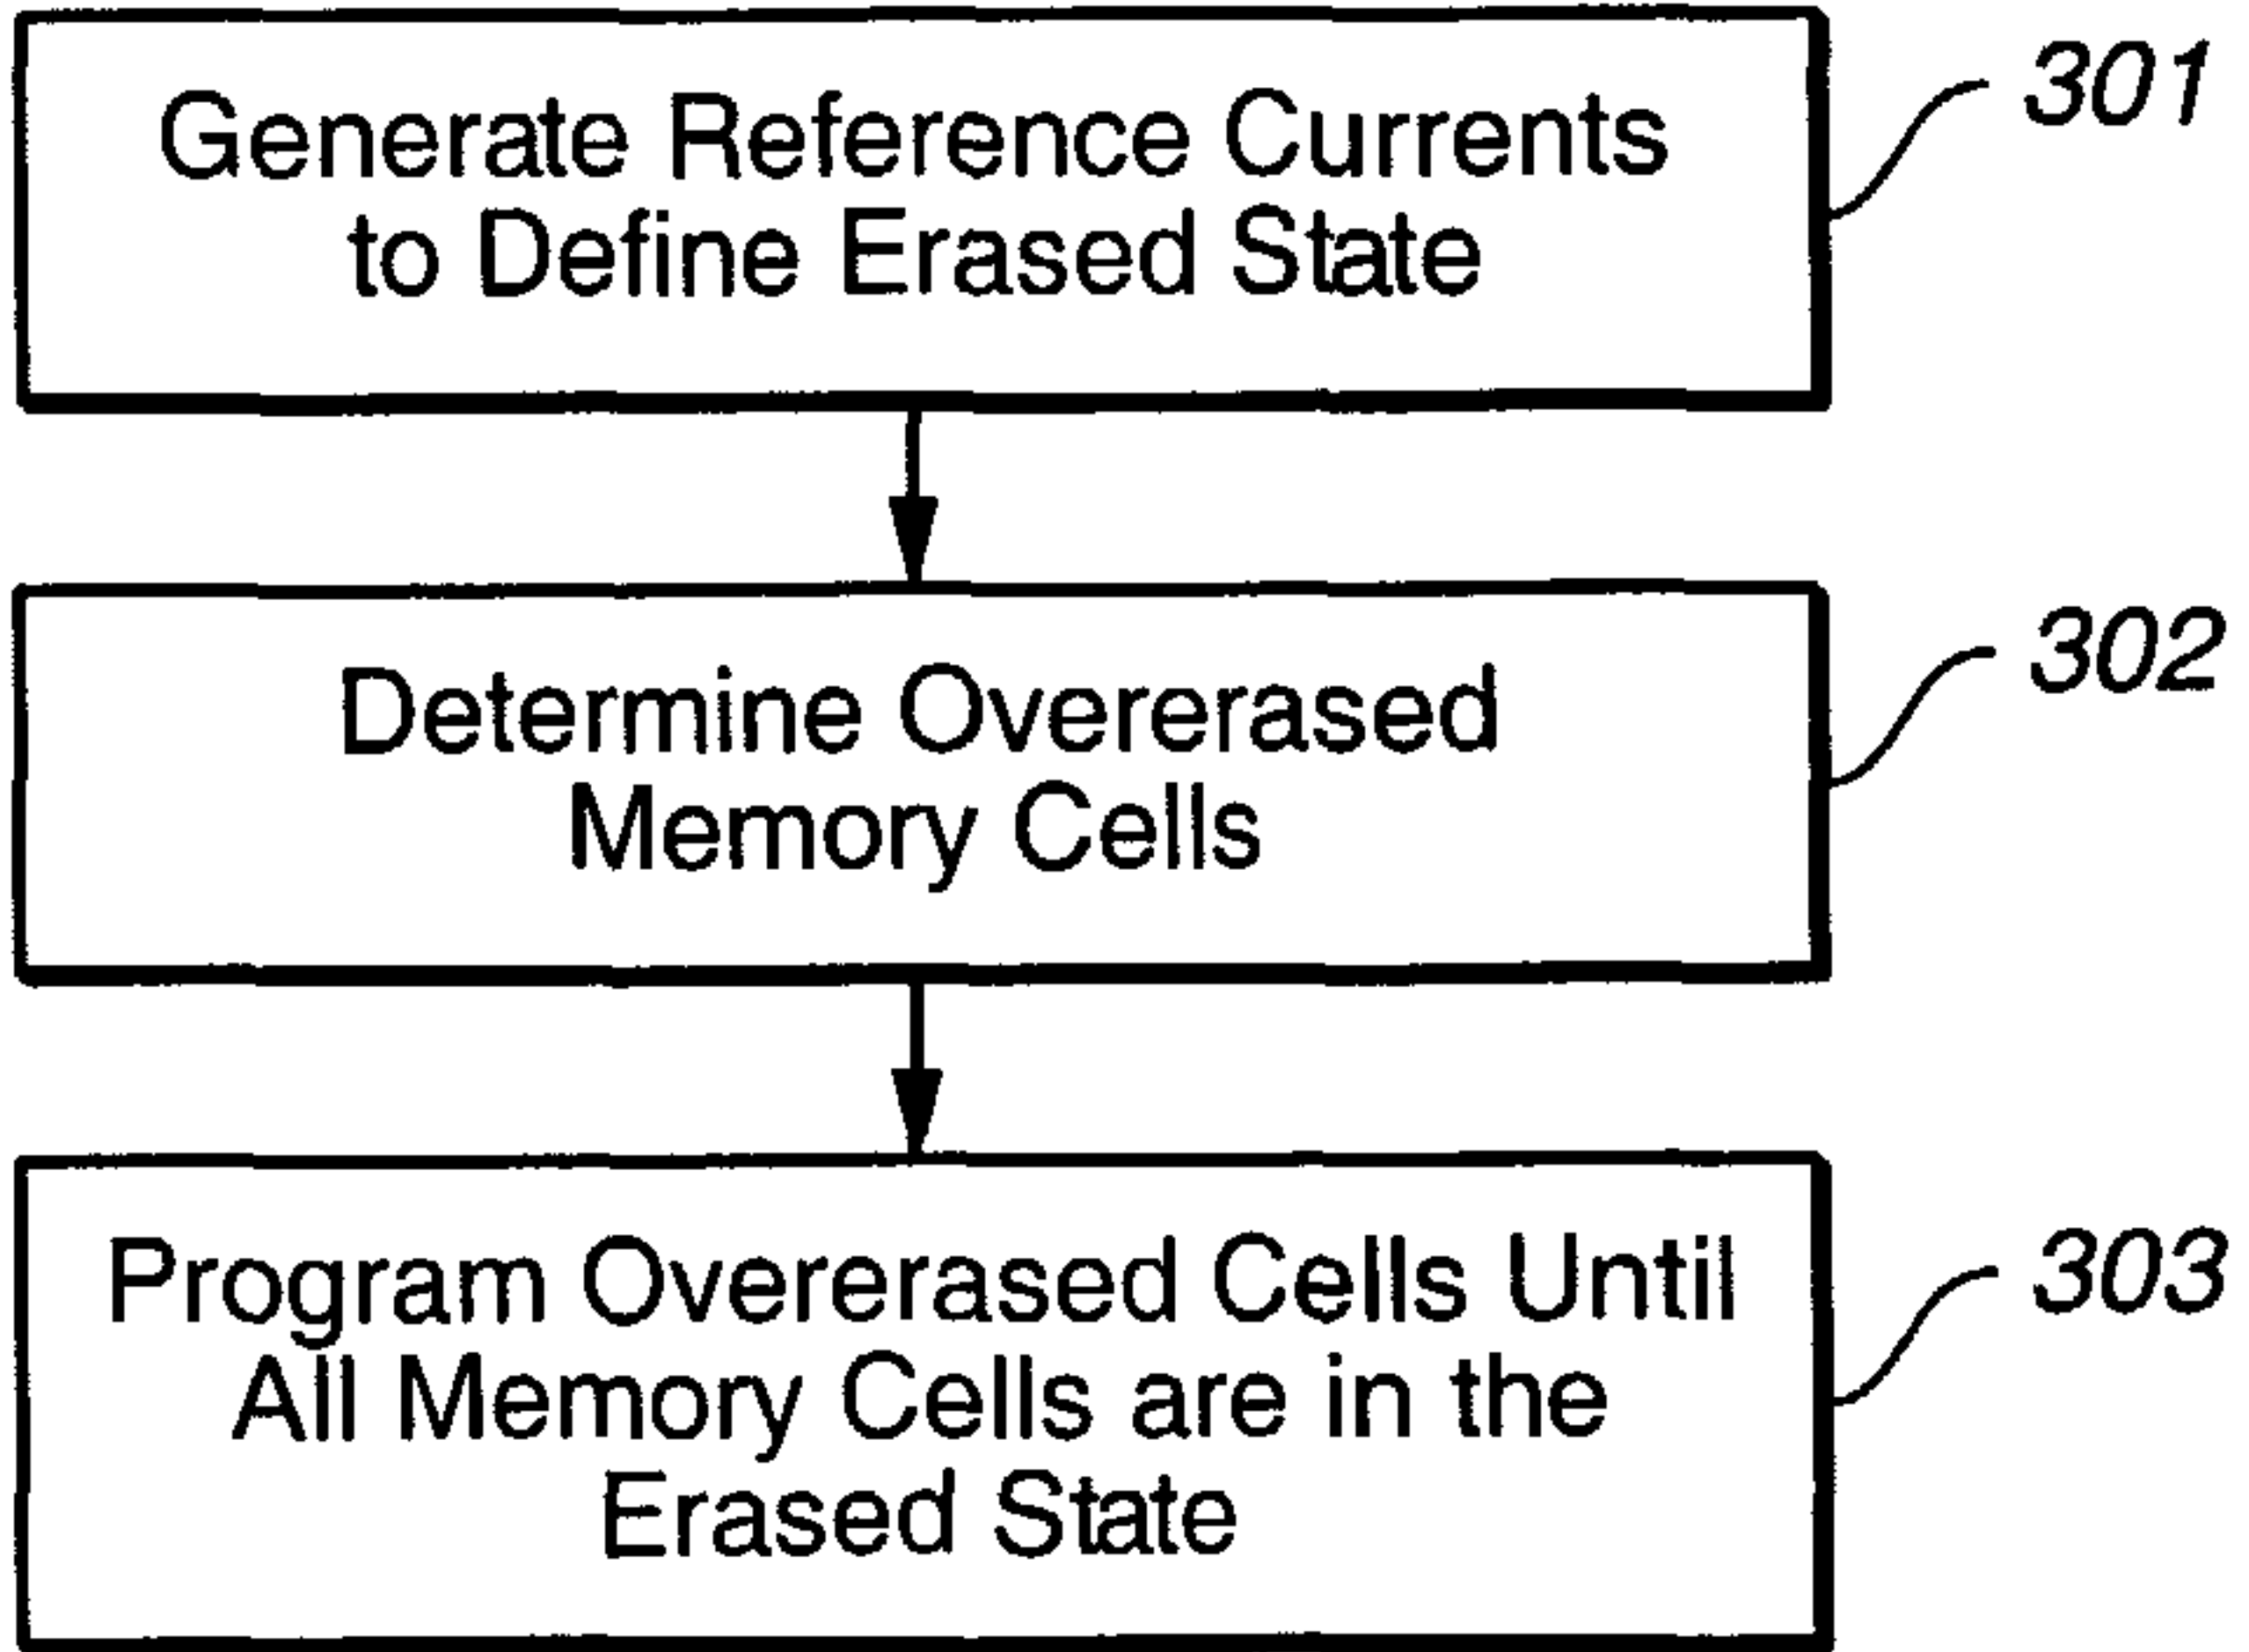 Generate Reference Currents
to Define Erased State
301
Determine Overerased
Memory Cells
302
Program Overerased Cells Until
All Memory Cells are in the
Erased State
303